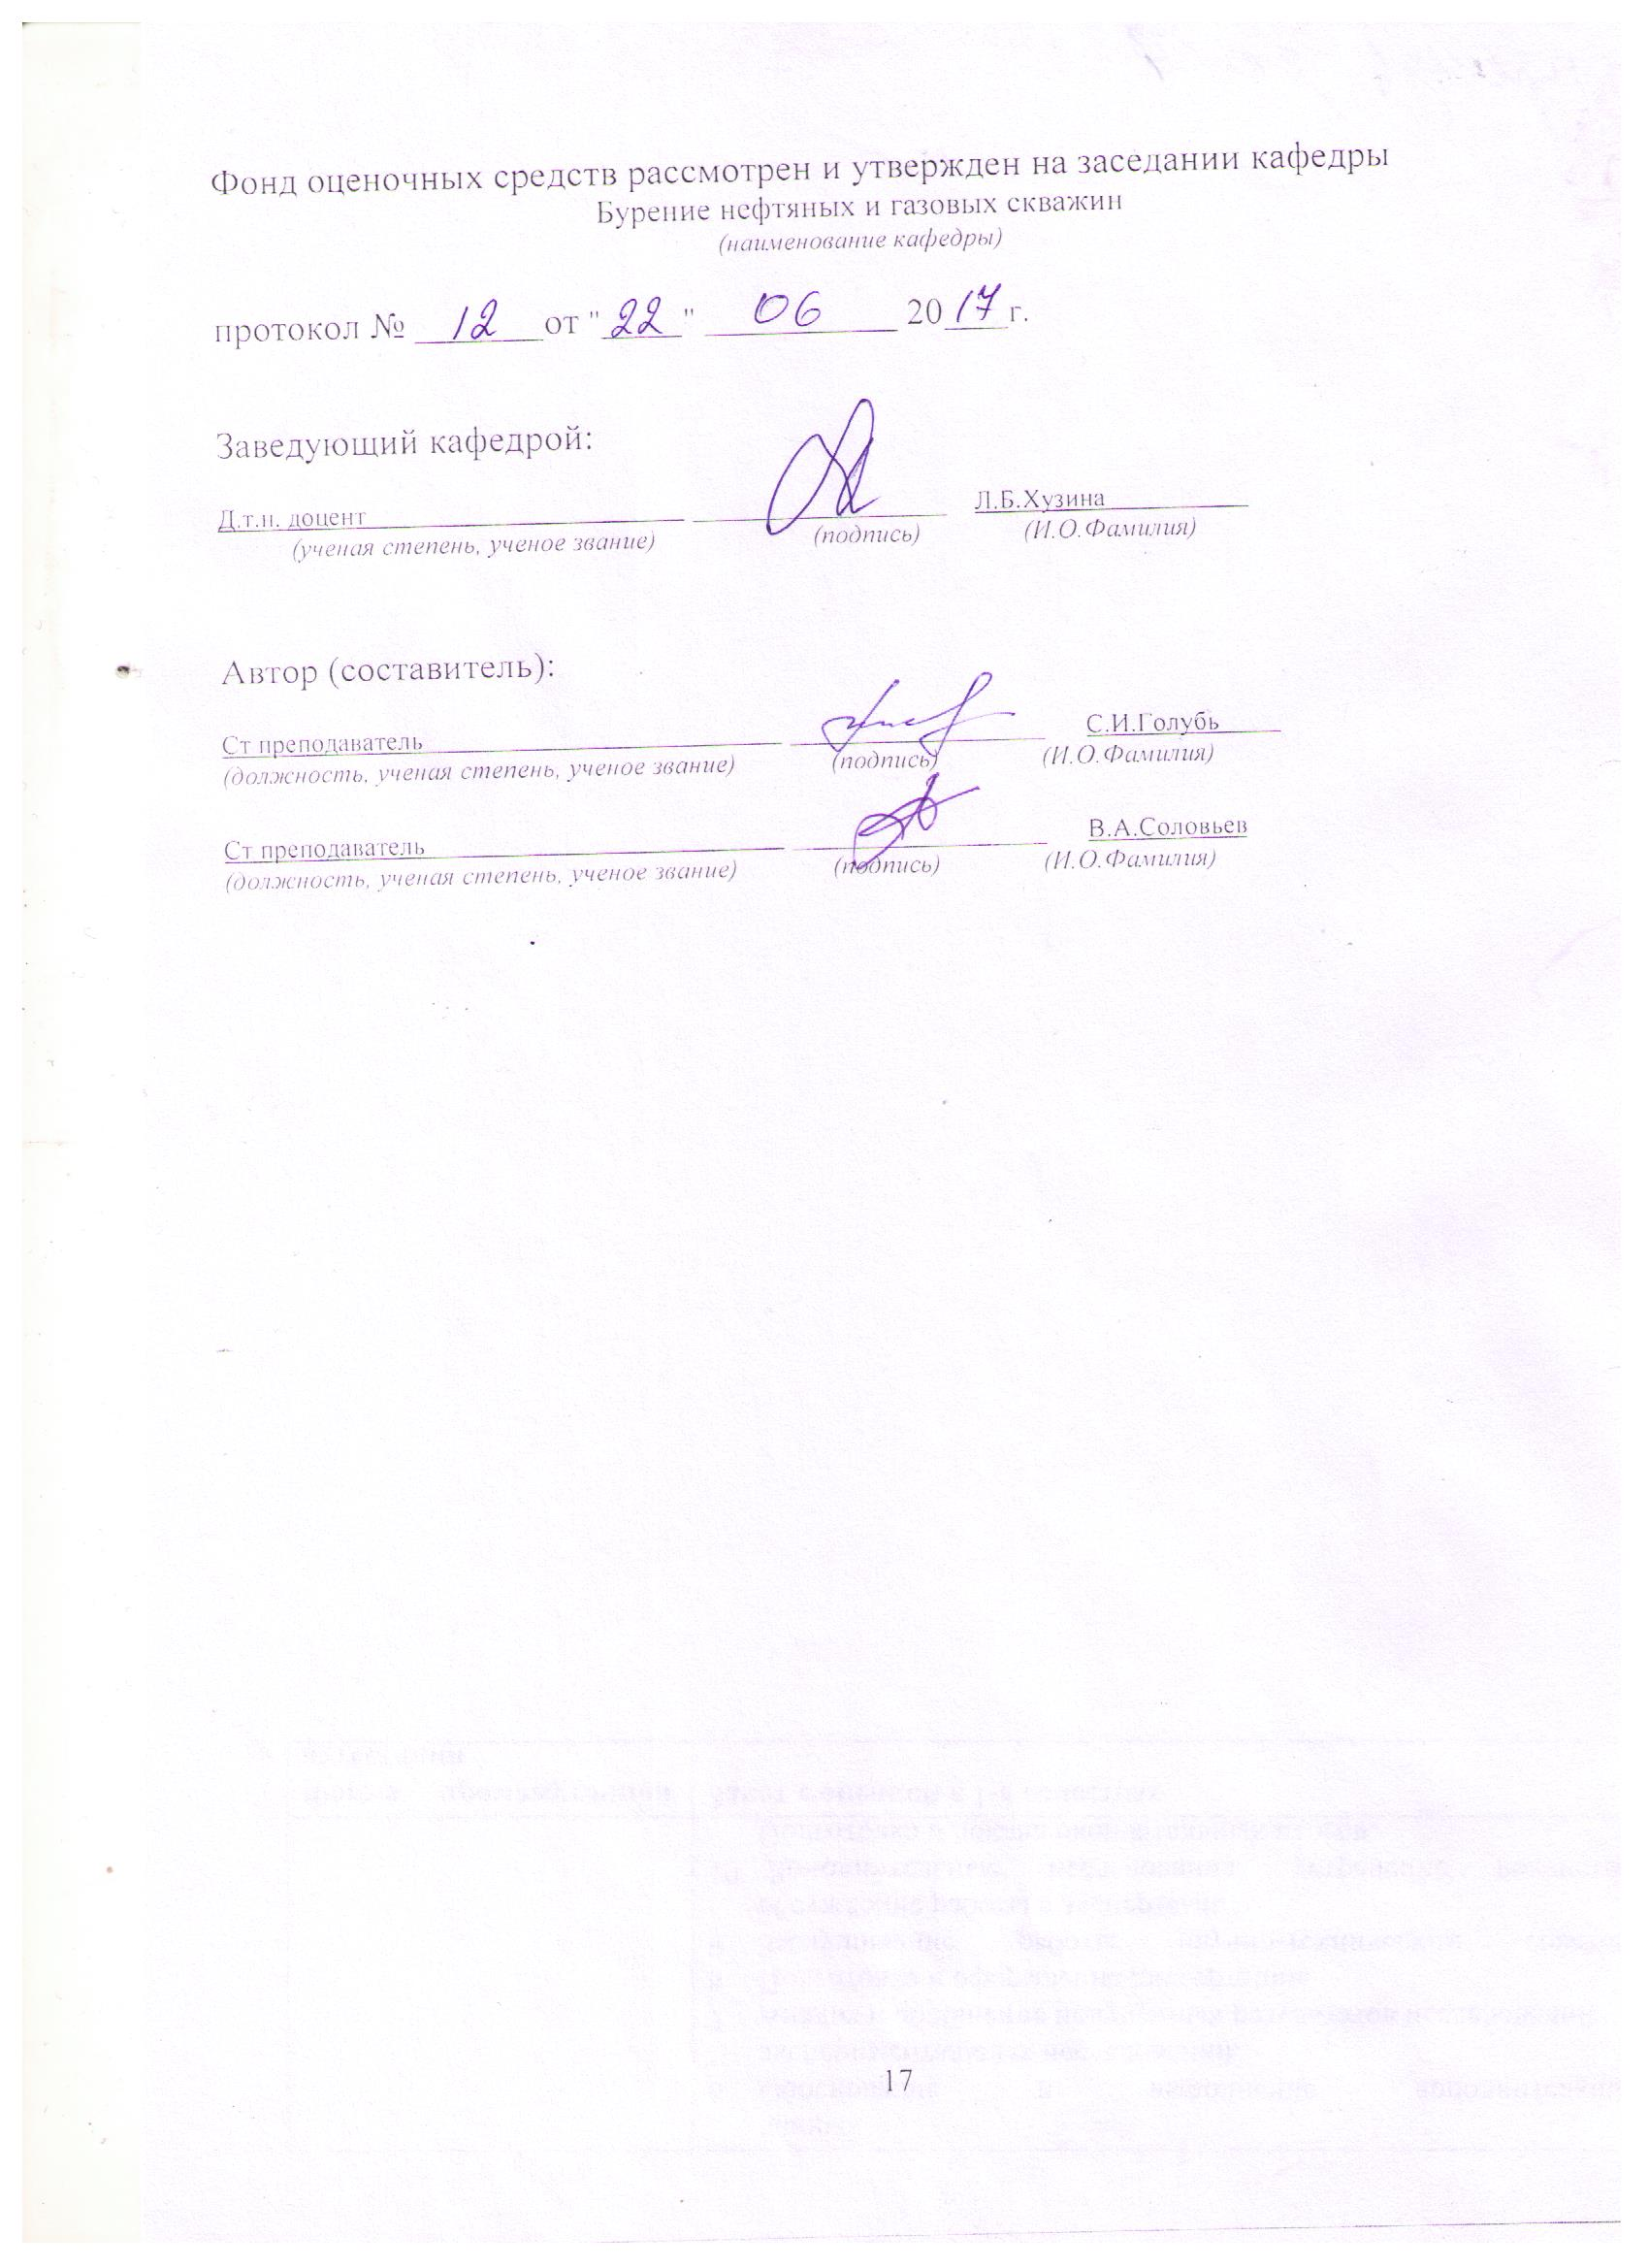 Фонд оценочных средств рассмотрен и утвержден на заседании кафедры
Бурение нефтяных и газовых скважин
(наименование кафедры)
протокол № 12 от "22" 06 2017 г.
Заведующий кафедрой:
Д.т.н. доцент Л.Б.Хузина
(ученая степень, ученое звание) (подпись) (И.О.Фамилия)
Автор (составитель):
Ст преподаватель С.И.Голубь
(должность, ученая степень, ученое звание) (подпись) (И.О.Фамилия)
Ст преподаватель В.А.Соловьев
(должность, ученая степень, ученое звание) (подпись) (И.О.Фамилия)
17